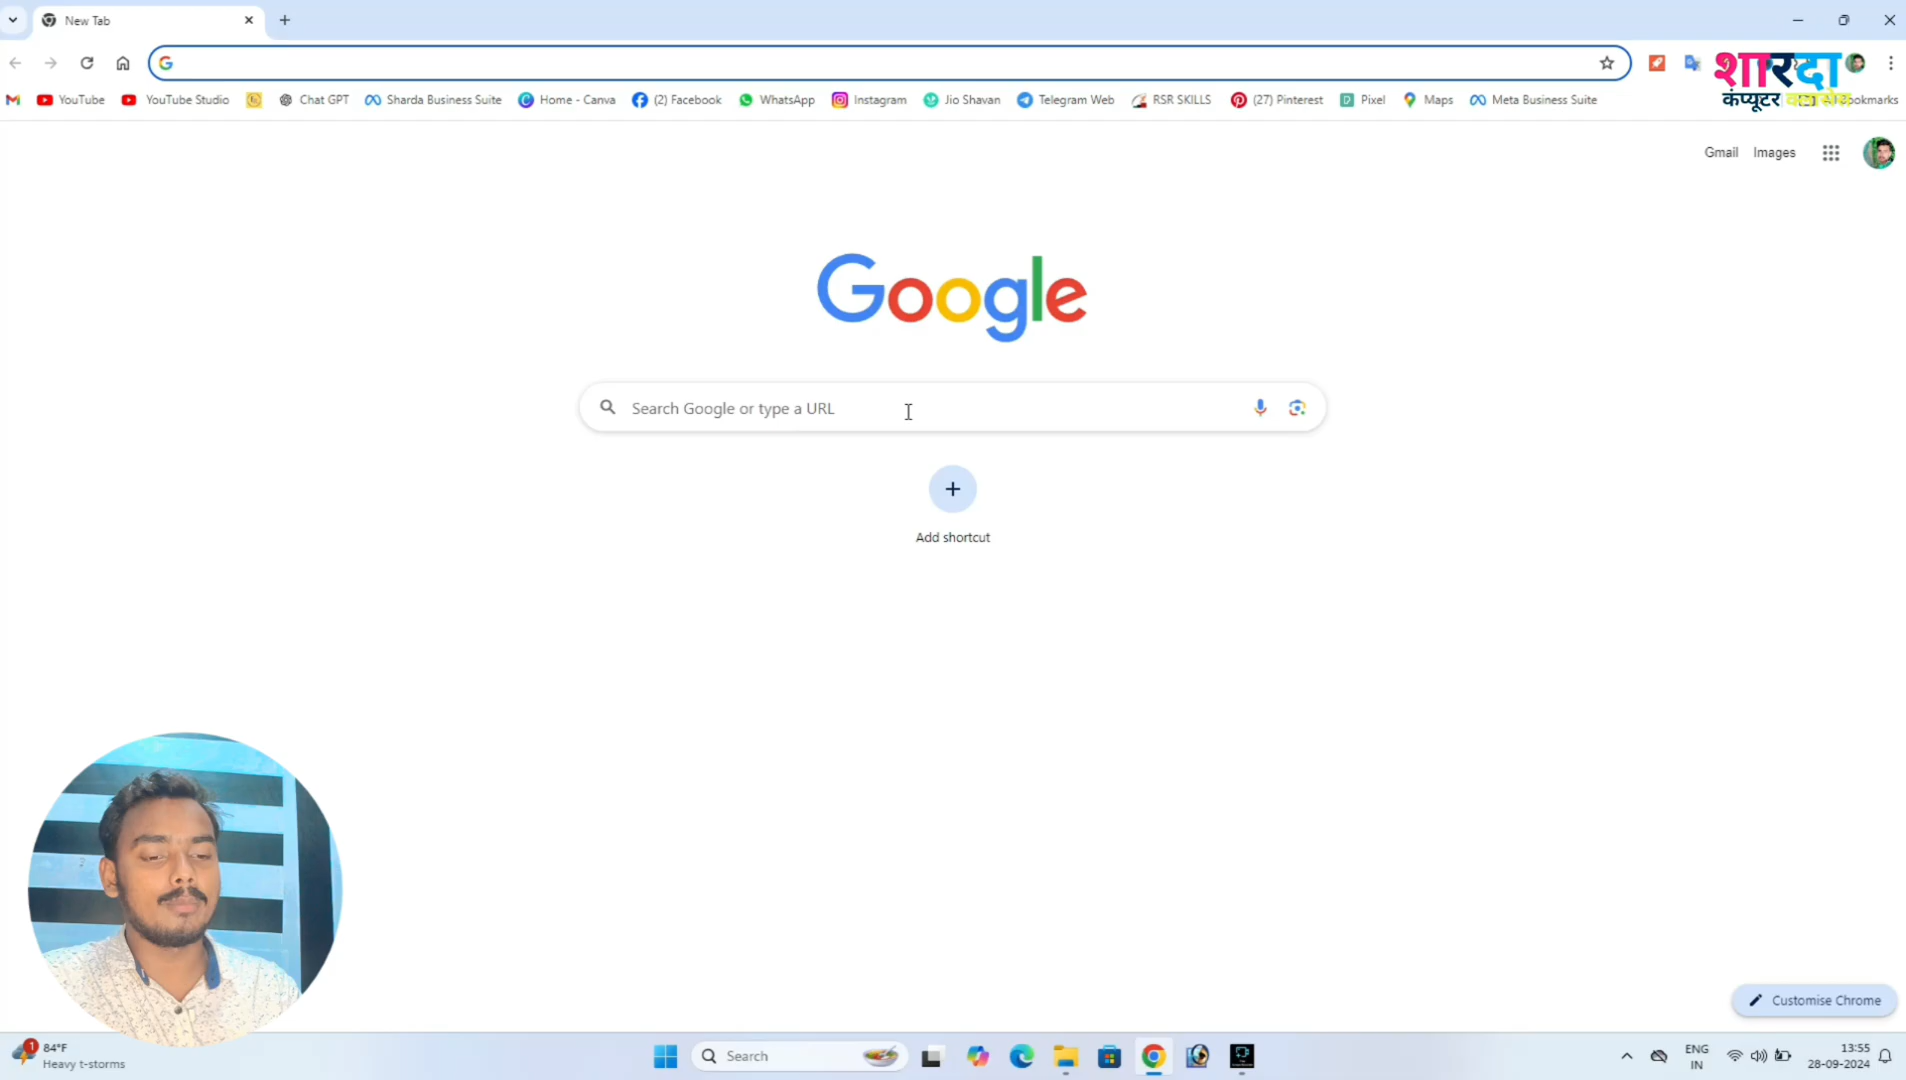 New Tab
YouTube YouTube Studio Chat GPT Sharda Business Suite Home - Canva (2) Facebook WhatsApp Instagram Jio Shavan Telegram Web RSR SKILLS (27) Pinterest Pixel Maps Meta Business Suite
शारदा
कंप्यूटर
Bookmarks
Gmail Images
Google
Search Google or type a URL
Add shortcut
Customise Chrome
1
84°F
Heavy t-storms
Search
ENG
IN
13:55
28-09-2024